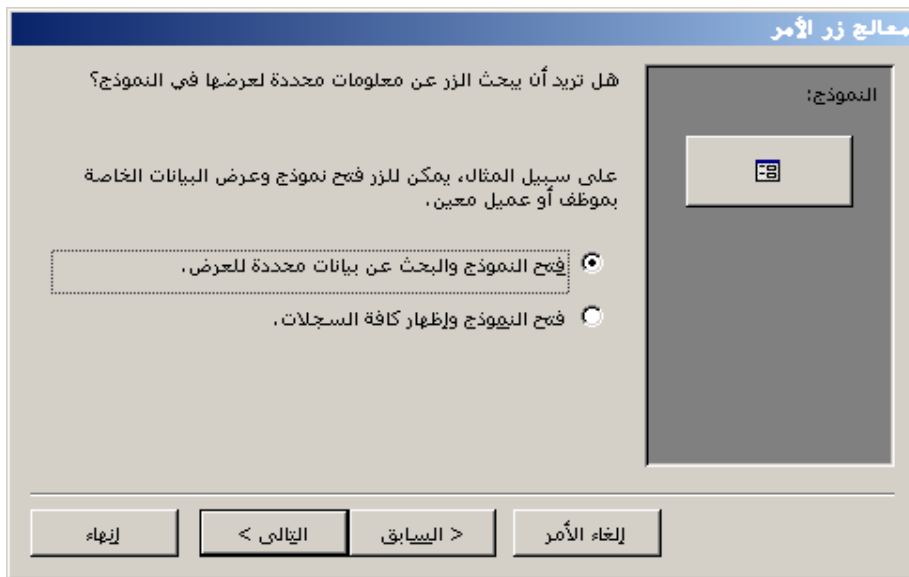 معالج زر الأمر
النموذج:
هل تريد أن يبحث الزر عن معلومات محددة لعرضها في النموذج؟
على سبيل المثال، يمكن للزر فتح نموذج وعرض البيانات الخاصة
بموظف أو عميل معين.
فتح النموذج والبحث عن بيانات محددة للعرض.
فتح النموذج وإظهار كافة السجلات.
إلغاء الأمر
< السابق
التالي >
إنهاء